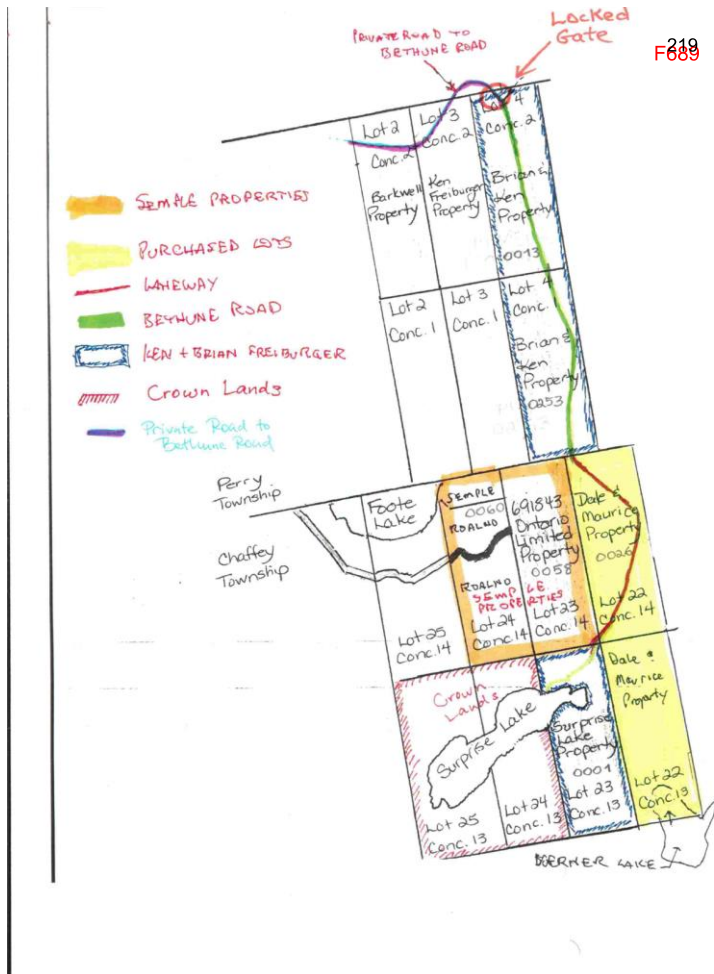 LOCKED
GATE
219
F689
PRIVATE ROAD TO
BETHUNE ROAD
Lot 2
Conc. 2
Barkwell
Property
Lot 3
Conc. 2
Ken
Freiburger
Property
Lot 4
Conc. 2
Brian &
Ken
Property
0013
SEMPLE PROPERTIES
PURCHASED LOTS
LANEWAY
BETHUNE ROAD
KEN + BRIAN FREIBURGER
Crown Lands
Private Road to
Bethune Road
Lot 2
Conc. 1
Lot 3
Conc. 1
Lot 4
Conc. 1
Brian &
Ken
Property
0253
Perry
Township
Chaffey
Township
Foote
Lake
SEMPLE
0060
ROALNO
ROALNO
SEMPLE
PROPERTIES
691843
Ontario
Limited
Property
0058
Dale &
Maurice
Property
0026
Lot 25
Conc. 14
Lot 24
Conc. 14
Lot 23
Conc. 14
Lot 22
Conc. 14
Crown
Lands
Surprise Lake
Surprise
Lake
Property
0001
Lot 23
Conc. 13
Dale &
Maurice
Property
Lot 25
Conc. 13
Lot 24
Conc. 13
Lot 22
Conc. 13
DOERNER LAKE